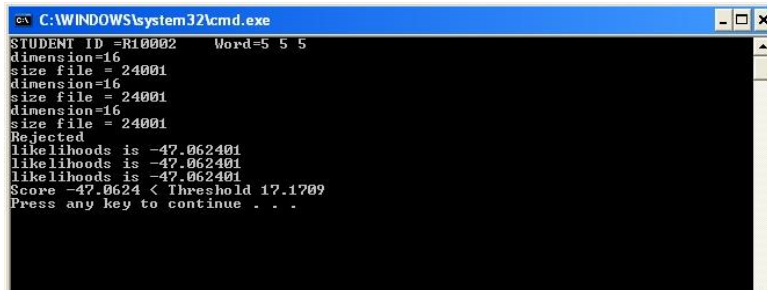 C:\WINDOWS\system32\cmd.exe
STUDENT ID =R10002     Word=5 5 5
dimension=16
size file = 24001
dimension=16
size file = 24001
dimension=16
size file = 24001
Rejected
likelihoods is -47.062401
likelihoods is -47.062401
likelihoods is -47.062401
Score -47.0624 < Threshold 17.1709
Press any key to continue . . .